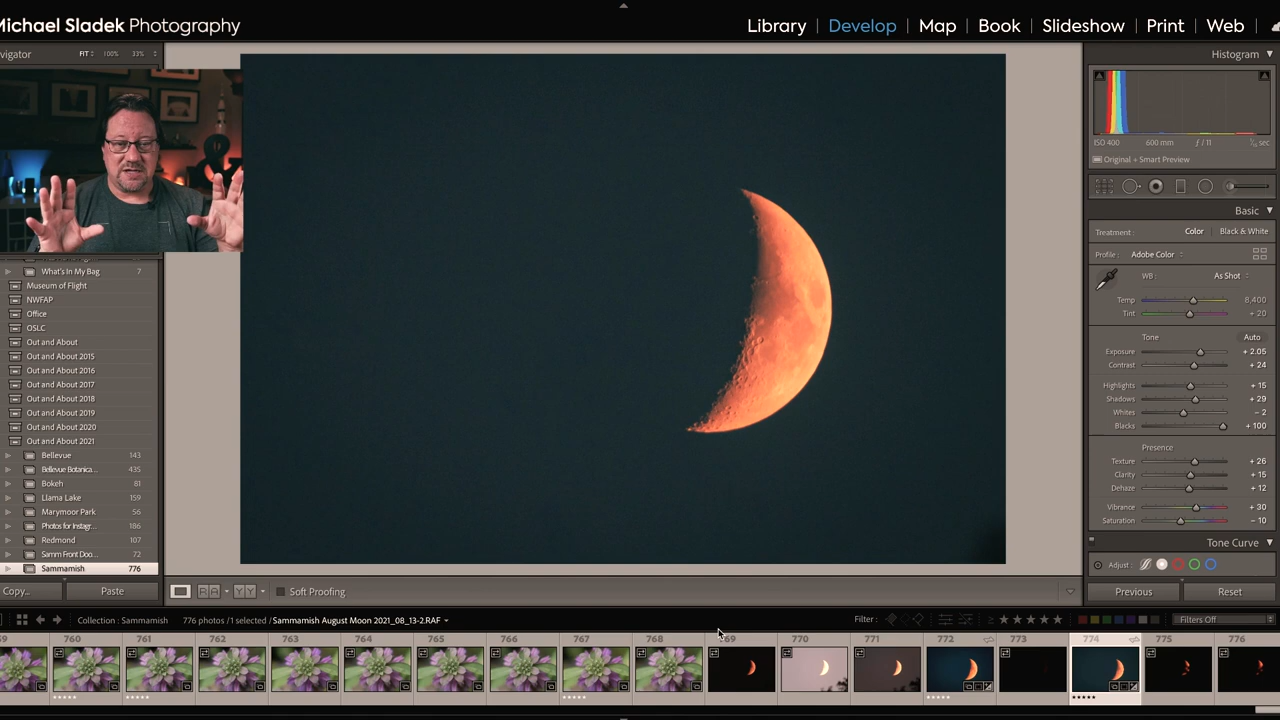 Michael Sladek Photography
Library | Develop | Map | Book | Slideshow | Print | Web
vigator FIT 100% 33%
Histogram
ISO 400 600 mm ƒ / 11 sec
Original + Smart Preview
Basic
Treatment : Color Black & White
Profile : Adobe Color
WB : As Shot
Temp 8,400
Tint + 20
Tone Auto
Exposure + 2.05
Contrast + 24
Highlights + 15
Shadows + 29
Whites − 2
Blacks + 100
Presence
Texture + 26
Clarity + 15
Dehaze + 12
Vibrance + 30
Saturation − 10
Tone Curve
Adjust :
Previous Reset
What's In My Bag 7
Museum of Flight
NWFAP
Office
OSLC
Out and About
Out and About 2015
Out and About 2016
Out and About 2017
Out and About 2018
Out and About 2019
Out and About 2020
Out and About 2021
Bellevue 143
Bellevue Botanica... 435
Bokeh 81
Llama Lake 159
Marymoor Park 56
Photos for Instagr... 186
Redmond 107
Samm Front Doo... 72
Sammamish 776
Copy... Paste
Soft Proofing
Collection : Sammamish 776 photos / 1 selected / Sammamish August Moon 2021_08_13-2.RAF
Filter : Filters Off
59 760 761 762 763 764 765 766 767 768 769 770 771 772 773 774 775 776